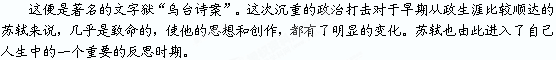 这便是著名的文字狱“乌台诗案”。这次沉重的政治打击对于早期从政生涯比较顺达的
苏轼来说，几乎是致命的，使他的思想和创作，都有了明显的变化。苏轼也由此进入了自己
人生中的一个重要的反思时期。